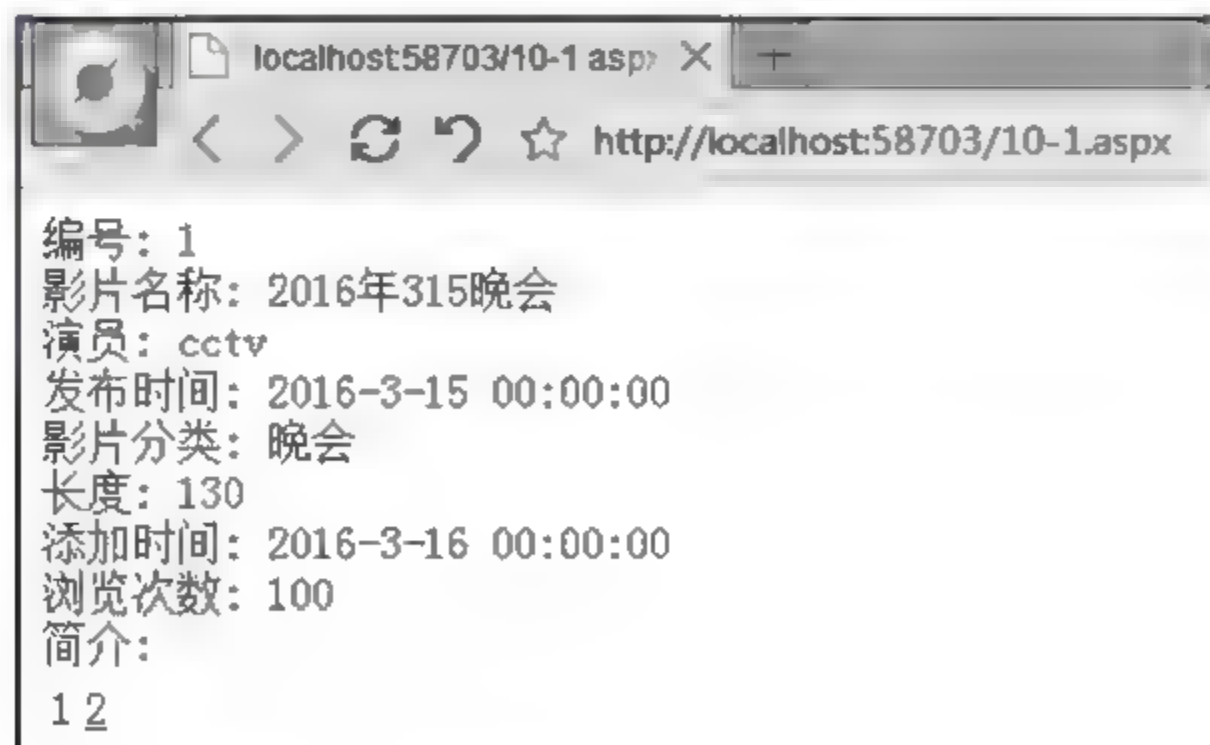 localhost:58703/10-1 asp
http://localhost:58703/10-1.aspx
编号: 1
影片名称: 2016年315晚会
演员: cctv
发布时间: 2016-3-15 00:00:00
影片分类: 晚会
长度: 130
添加时间: 2016-3-16 00:00:00
浏览次数: 100
简介:
1 2